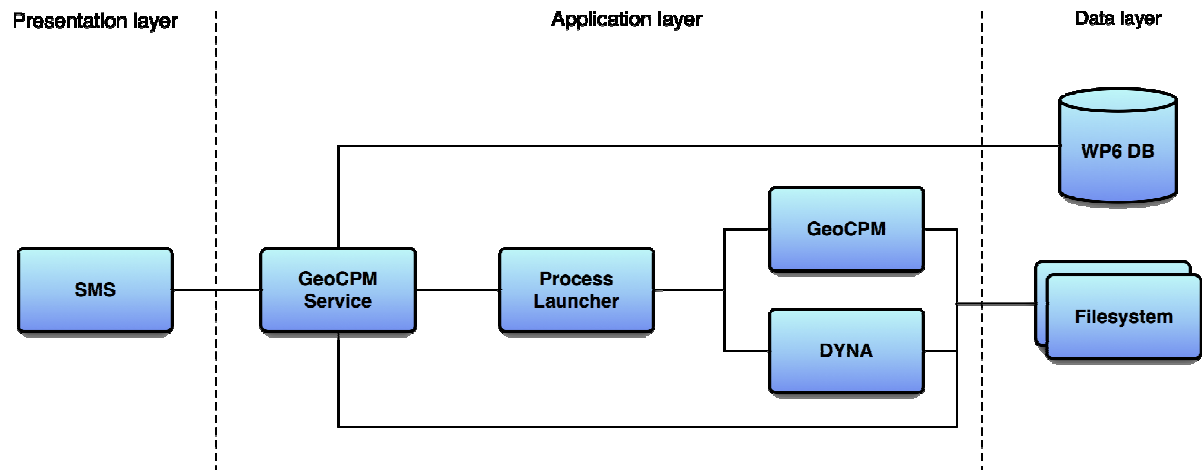 Presentation layer
Application layer
Data layer
WP6 DB
GeoCPM
SMS
GeoCPM
Service
Process
Launcher
Filesystem
DYNA